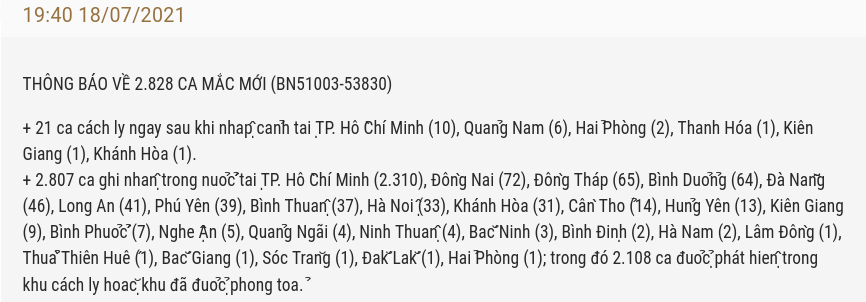 19:40 18/07/2021
THÔNG BÁO VỀ 2.828 CA MẮC MỚI (BN51003-53830)
+ 21 ca cách ly ngay sau khi nhập cảnh tại TP. Hồ Chí Minh (10), Quảng Nam (6), Hải Phòng (2), Thanh Hóa (1), Kiên
Giang (1), Khánh Hòa (1).
+ 2.807 ca ghi nhận trong nước tại TP. Hồ Chí Minh (2.310), Đồng Nai (72), Đồng Tháp (65), Bình Dương (64), Đà Nẵng
(46), Long An (41), Phú Yên (39), Bình Thuận (37), Hà Nội (33), Khánh Hòa (31), Cần Thơ (14), Hưng Yên (13), Kiên Giang
(9), Bình Phước (7), Nghệ An (5), Quảng Ngãi (4), Ninh Thuận (4), Bắc Ninh (3), Bình Định (2), Hà Nam (2), Lâm Đồng (1),
Thừa Thiên Huế (1), Bắc Giang (1), Sóc Trăng (1), Đắk Lắk (1), Hải Phòng (1); trong đó 2.108 ca được phát hiện trong
khu cách ly hoặc khu đã được phong tỏa.